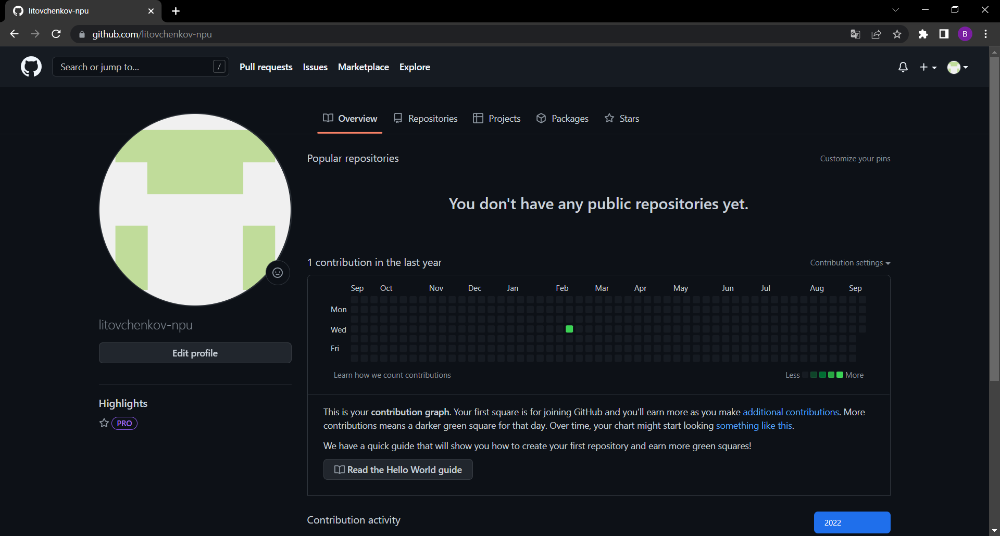 litovchenkov-npu
github.com/litovchenkov-npu
B
Search or jump to...
/
Pull requests Issues Marketplace Explore
Overview Repositories Projects Packages Stars
Popular repositories
Customize your pins
You don't have any public repositories yet.
litovchenkov-npu
Edit profile
Highlights
PRO
1 contribution in the last year
Contribution settings
Sep Oct Nov Dec Jan Feb Mar Apr May Jun Jul Aug Sep
Mon
Wed
Fri
Learn how we count contributions
Less More
This is your contribution graph. Your first square is for joining GitHub and you’ll earn more as you make additional contributions. More
contributions means a darker green square for that day. Over time, your chart might start looking something like this.
We have a quick guide that will show you how to create your first repository and earn more green squares!
Read the Hello World guide
Contribution activity
2022